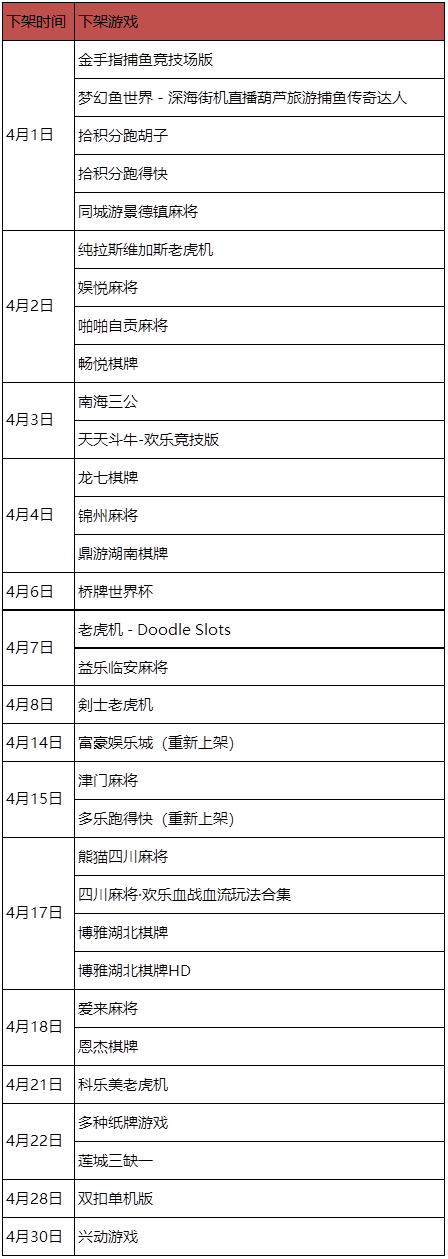 下架时间 下架游戏
4月1日
金手指捕鱼竞技场版
梦幻鱼世界 - 深海街机直播葫芦旅游捕鱼传奇达人
拾积分跑胡子
拾积分跑得快
同城游景德镇麻将
4月2日
纯拉斯维加斯老虎机
娱悦麻将
啪啪自贡麻将
畅悦棋牌
4月3日
南海三公
天天斗牛-欢乐竞技版
4月4日
龙七棋牌
锦州麻将
鼎游湖南棋牌
4月6日 桥牌世界杯
4月7日
老虎机 - Doodle Slots
益乐临安麻将
4月8日 剣士老虎机
4月14日 富豪娱乐城（重新上架）
4月15日
津门麻将
多乐跑得快（重新上架）
4月17日
熊猫四川麻将
四川麻将·欢乐血战血流玩法合集
博雅湖北棋牌
博雅湖北棋牌HD
4月18日
爱来麻将
恩杰棋牌
4月21日 科乐美老虎机
4月22日
多种纸牌游戏
莲城三缺一
4月28日 双扣单机版
4月30日 兴动游戏